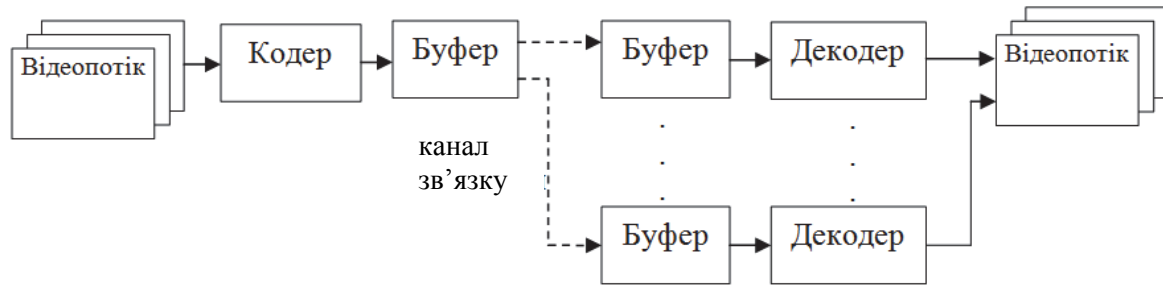 Відеопотік
Кодер
Буфер
Буфер
Декодер
Відеопотік
канал
зв’язку
Буфер
Декодер